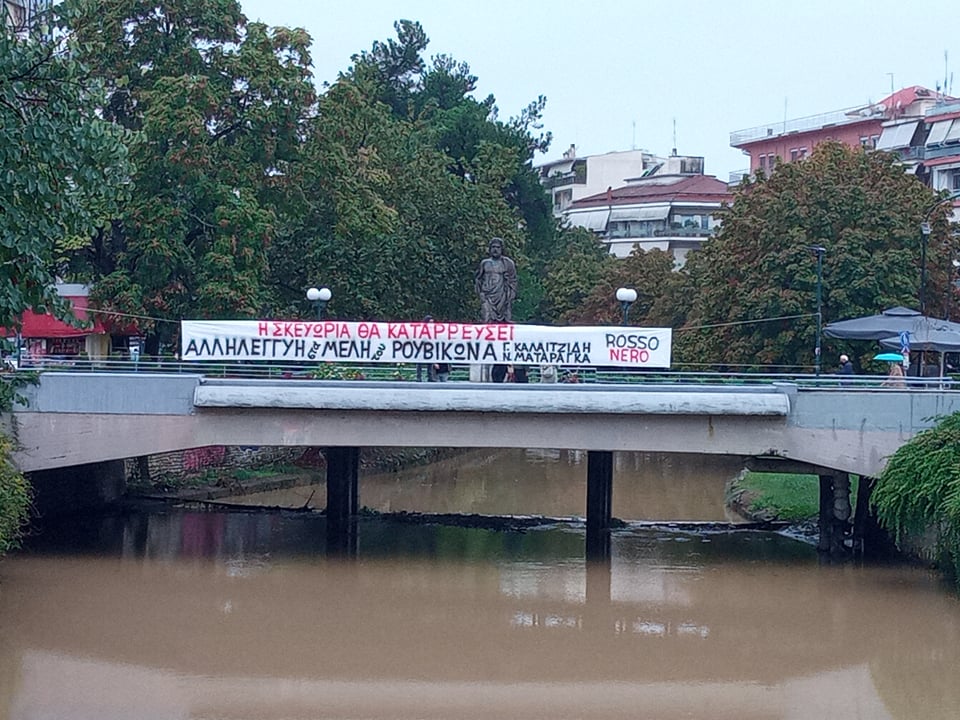 Η ΣΚΕΥΩΡΙΑ ΘΑ ΚΑΤΑΡΡΕΥΣΕΙ
ΑΛΛΗΛΕΓΓΥΗ στα ΜΕΛΗ του ΡΟΥΒΙΚΩΝΑ Γ. ΚΑΛΑΪΤΖΙΔΗ
Ν. ΜΑΤΑΡΑΓΚΑ
ROSSO
NERO